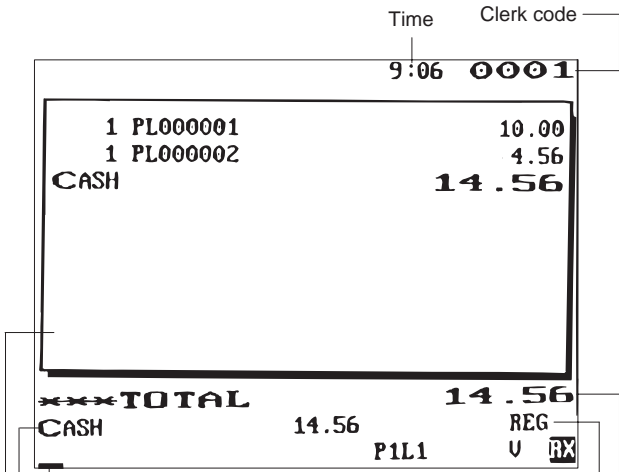 Time Clerk code
9:06 0001
1 PL000001 10.00
1 PL000002 4.56
CASH 14.56
***TOTAL 14.56
CASH 14.56 REG
P1L1 V RX